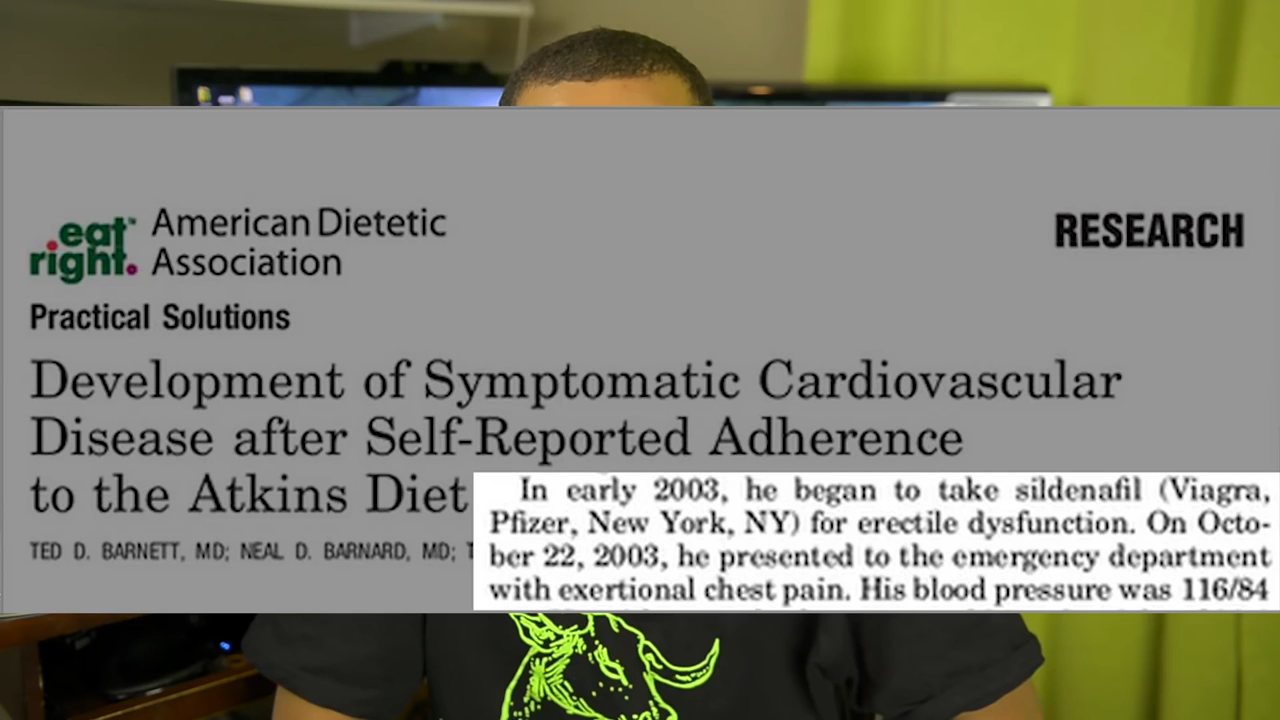 eat™ American Dietetic
right. Association
RESEARCH
Practical Solutions
Development of Symptomatic Cardiovascular
Disease after Self-Reported Adherence
to the Atkins Diet
TED D. BARNETT, MD; NEAL D. BARNARD, MD;
In early 2003, he began to take sildenafil (Viagra,
Pfizer, New York, NY) for erectile dysfunction. On Octo-
ber 22, 2003, he presented to the emergency department
with exertional chest pain. His blood pressure was 116/84